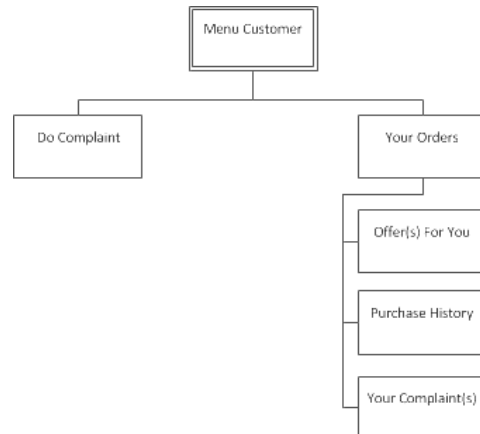 Menu Customer
Do Complaint
Your Orders
Offer(s) For You
Purchase History
Your Complaint(s)